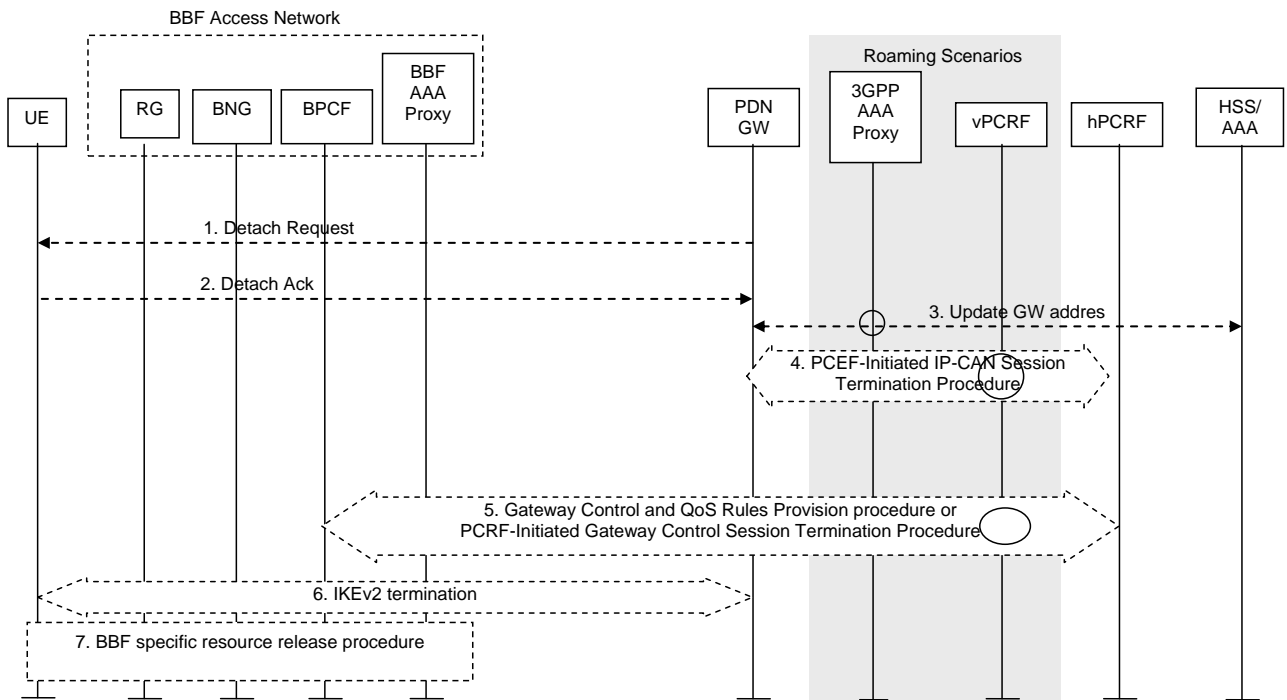 BBF Access Network
Roaming Scenarios
UE
RG
BNG
BPCF
BBF
AAA
Proxy
PDN
GW
3GPP
AAA
Proxy
vPCRF
hPCRF
HSS/
AAA
1. Detach Request
2. Detach Ack
3. Update GW addres
4. PCEF-Initiated IP-CAN Session
Termination Procedure
5. Gateway Control and QoS Rules Provision procedure or
PCRF-Initiated Gateway Control Session Termination Procedure
6. IKEv2 termination
7. BBF specific resource release procedure